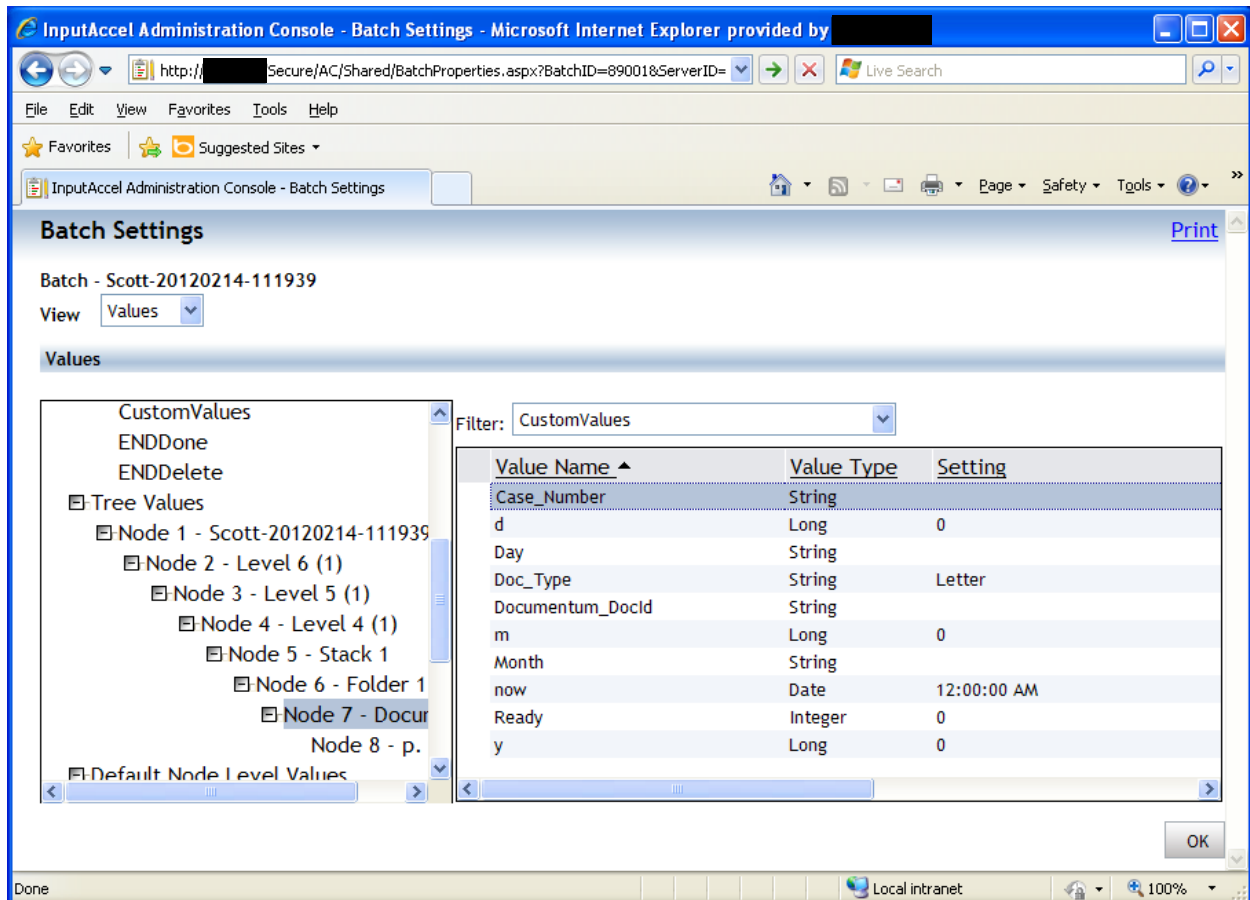 InputAccel Administration Console - Batch Settings - Microsoft Internet Explorer provided by
http:// Secure/AC/Shared/BatchProperties.aspx?BatchID=89001&ServerID= Live Search
File Edit View Favorites Tools Help
Favorites Suggested Sites
InputAccel Administration Console - Batch Settings Page Safety Tools »
Batch Settings Print
Batch - Scott-20120214-111939
View Values
Values
CustomValues
ENDDone
ENDDelete
Tree Values
Node 1 - Scott-20120214-111939
Node 2 - Level 6 (1)
Node 3 - Level 5 (1)
Node 4 - Level 4 (1)
Node 5 - Stack 1
Node 6 - Folder 1
Node 7 - Docur
Node 8 - p.
Default Node Level Values
Filter: CustomValues
Value Name Value Type Setting
Case_Number String
d Long 0
Day String
Doc_Type String Letter
Documentum_DocId String
m Long 0
Month String
now Date 12:00:00 AM
Ready Integer 0
y Long 0
OK
Done Local intranet 100%